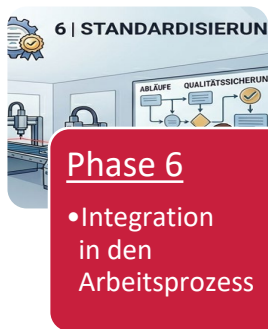 6 | STANDARDISIERUN
ABLÄUFE QUALITÄTSSICHERUN
Phase 6
•Integration
in den
Arbeitsprozess